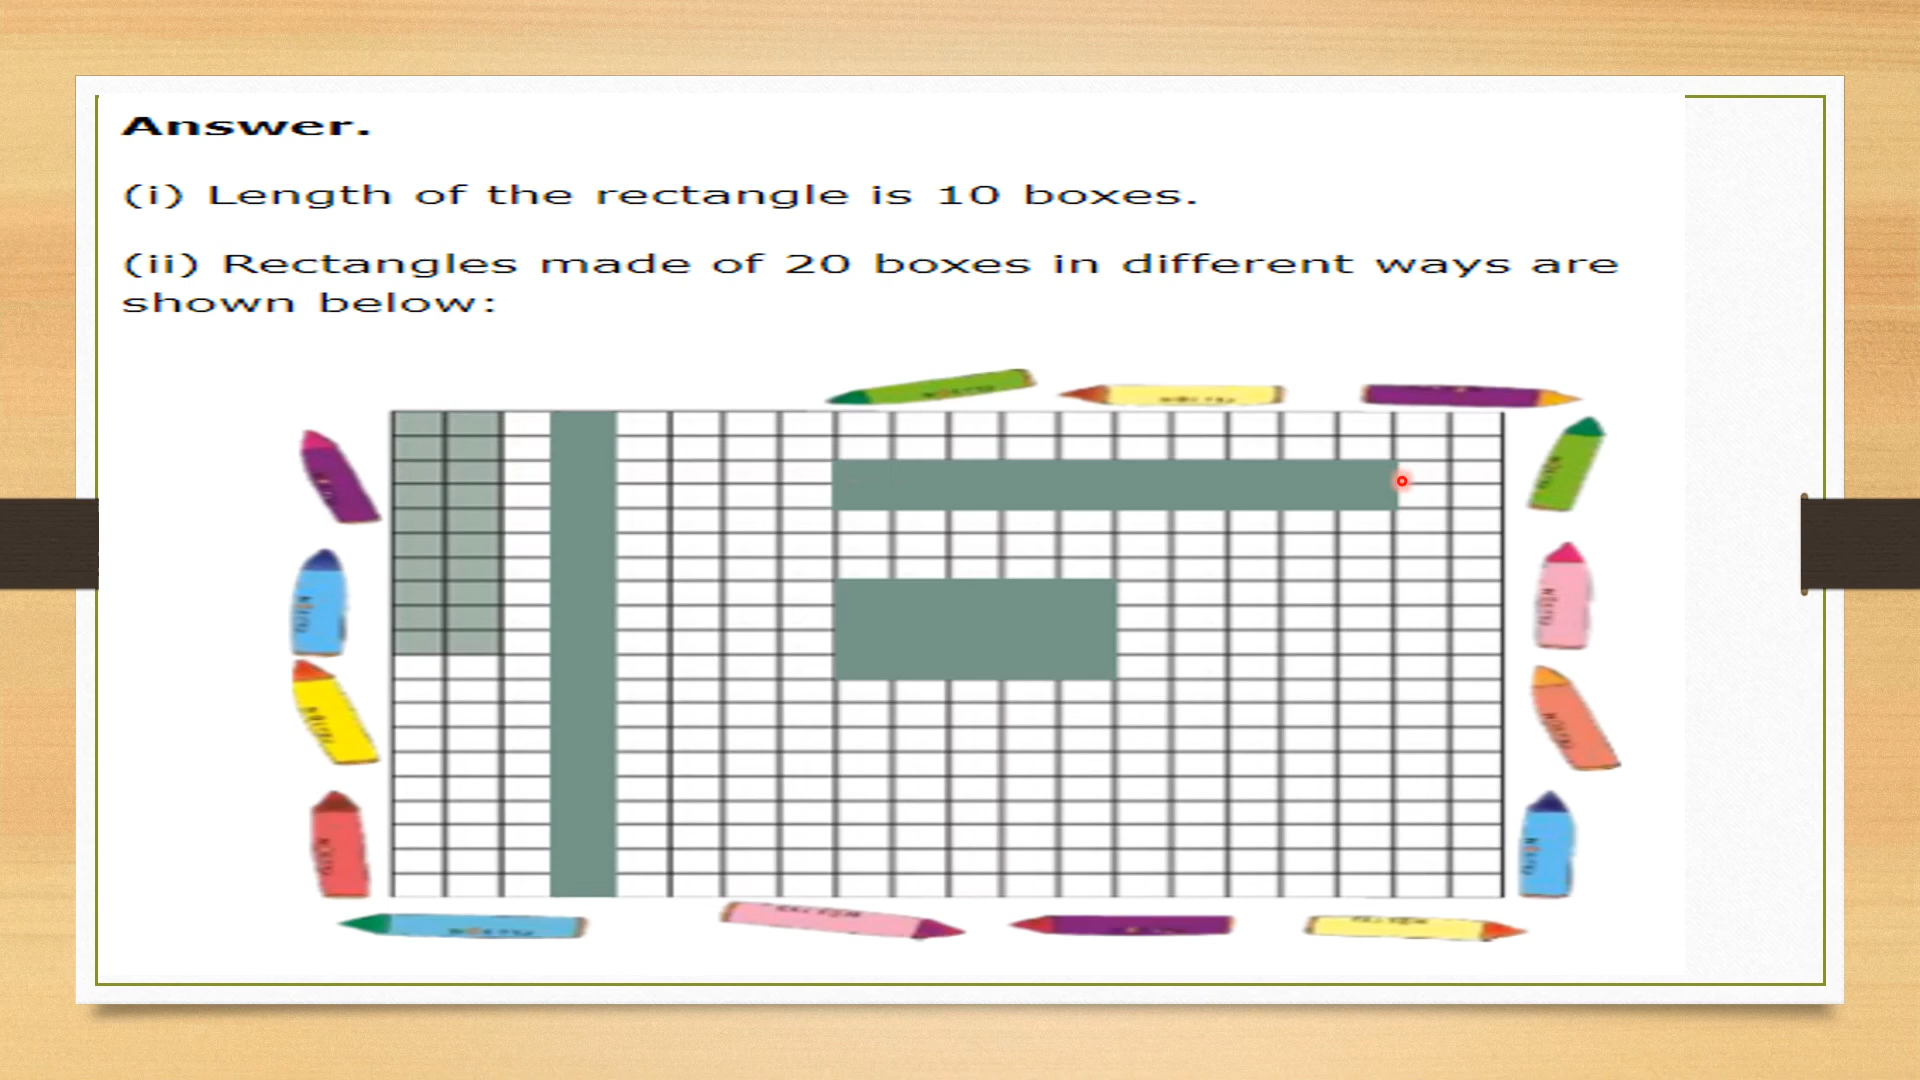 Answer.
(i) Length of the rectangle is 10 boxes.
(ii) Rectangles made of 20 boxes in different ways are
shown below: